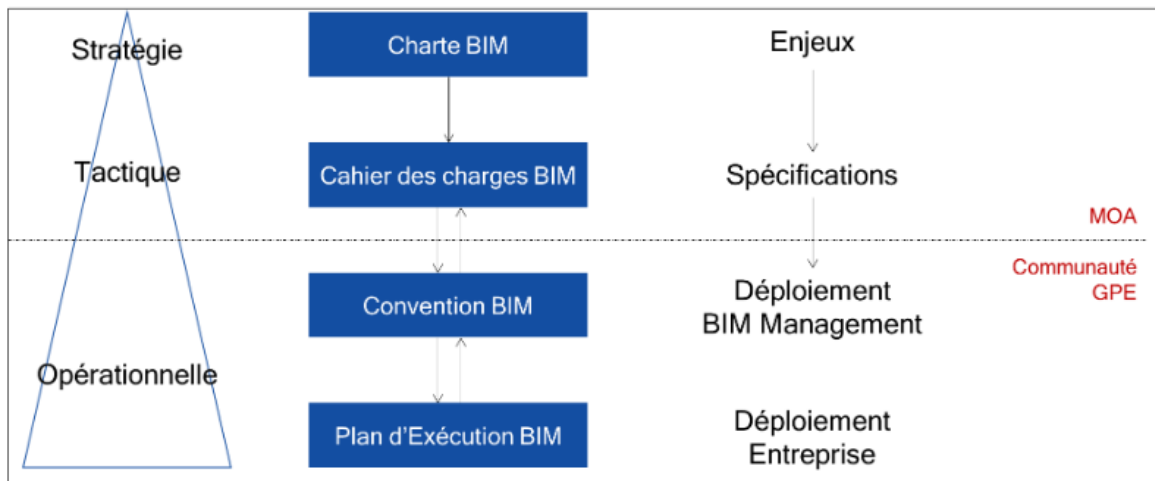 Stratégie
Charte BIM
Enjeux
Tactique
Cahier des charges BIM
Spécifications
MOA
Communauté
GPE
Convention BIM
Déploiement
BIM Management
Opérationnelle
Plan d'Exécution BIM
Déploiement
Entreprise